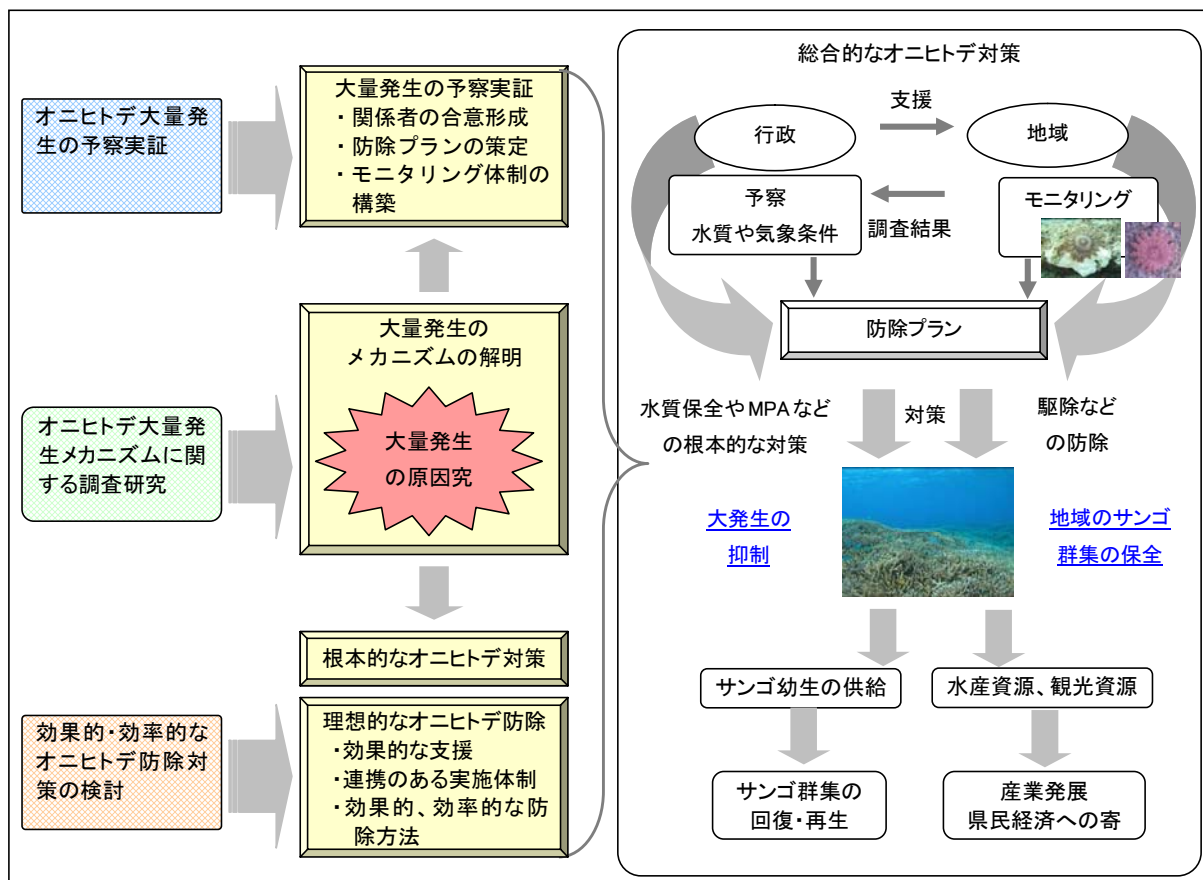 オニヒトデ大量発
生の予察実証
大量発生の予察実証
・関係者の合意形成
・防除プランの策定
・モニタリング体制の
構築
大量発生の
メカニズムの解明
大量発生
の原因究
オニヒトデ大量発
生メカニズムに関
する調査研究
根本的なオニヒトデ対策
効果的・効率的な
オニヒトデ防除対
策の検討
理想的なオニヒトデ防除
・効果的な支援
・連携のある実施体制
・効果的、効率的な防
除方法
総合的なオニヒトデ対策
支援
行政
地域
予察
水質や気象条件
調査結果
モニタリング
防除プラン
水質保全やMPAなど
の根本的な対策
対策
駆除など
の防除
大発生の
抑制
地域のサンゴ
群集の保全
サンゴ幼生の供給
水産資源、観光資源
サンゴ群集の
回復・再生
産業発展
県民経済への寄